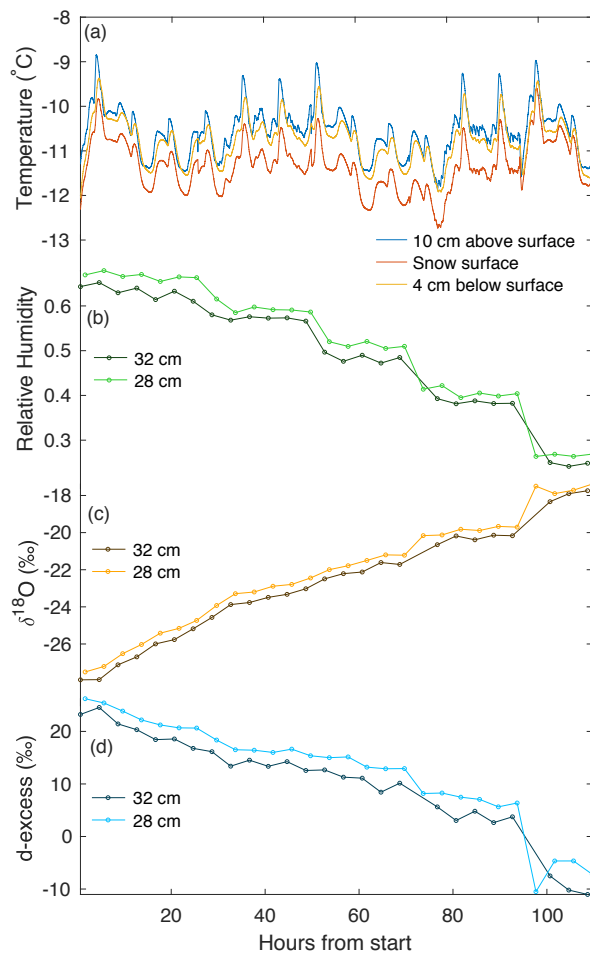 (a)
Temperature (°C)
-8
-9
-10
-11
-12
-13
10 cm above surface
Snow surface
4 cm below surface
(b)
Relative Humidity
0.6
0.5
0.4
0.3
32 cm
28 cm
(c)
δ18O (‰)
-18
-20
-22
-24
-26
32 cm
28 cm
(d)
d-excess (‰)
20
10
0
-10
32 cm
28 cm
20 40 60 80 100
Hours from start